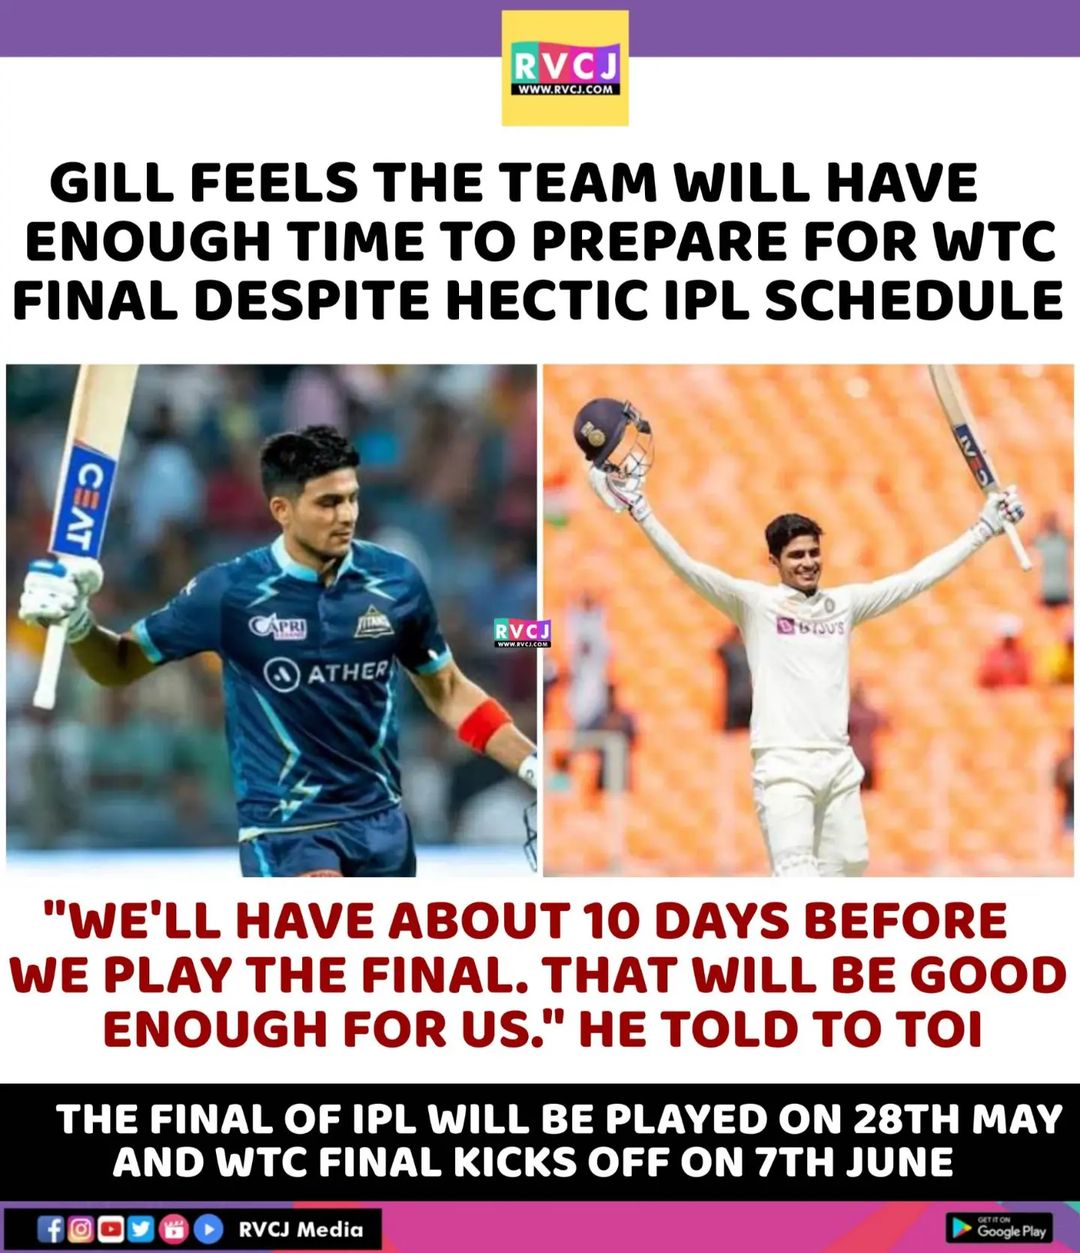 RVCJ
WWW.RVCJ.COM
GILL FEELS THE TEAM WILL HAVE
ENOUGH TIME TO PREPARE FOR WTC
FINAL DESPITE HECTIC IPL SCHEDULE
CEAT
CAPRI
TITANS
ATHER
RVCJ
WWW.RVCJ.COM
BYJU'S
"WE'LL HAVE ABOUT 10 DAYS BEFORE
WE PLAY THE FINAL. THAT WILL BE GOOD
ENOUGH FOR US." HE TOLD TO TOI
THE FINAL OF IPL WILL BE PLAYED ON 28TH MAY
AND WTC FINAL KICKS OFF ON 7TH JUNE
RVCJ Media
GET IT ON
Google Play